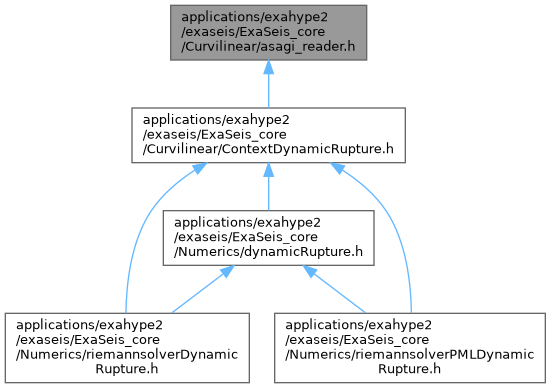 applications/exahype2
/exaseis/ExaSeis_core
/Curvilinear/asagi_reader.h
applications/exahype2
/exaseis/ExaSeis_core
/Curvilinear/ContextDynamicRupture.h
applications/exahype2
/exaseis/ExaSeis_core
/Numerics/dynamicRupture.h
applications/exahype2
/exaseis/ExaSeis_core
/Numerics/riemannsolverDynamic
Rupture.h
applications/exahype2
/exaseis/ExaSeis_core
/Numerics/riemannsolverPMLDynamic
Rupture.h